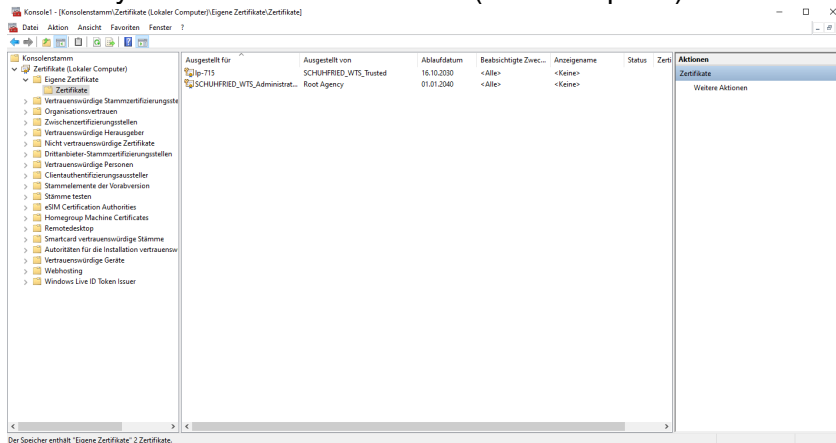 Konsole1 - [Konsolenstamm\Zertifikate (Lokaler Computer)\Eigene Zertifikate\Zertifikate]
Datei Aktion Ansicht Favoriten Fenster ?
Konsolenstamm
Zertifikate (Lokaler Computer)
Eigene Zertifikate
Zertifikate
Vertrauenswürdige Stammzertifizierungsste
Organisationsvertrauen
Zwischenzertifizierungsstellen
Vertrauenswürdige Herausgeber
Nicht vertrauenswürdige Zertifikate
Drittanbieter-Stammzertifizierungsstellen
Vertrauenswürdige Personen
Clientauthentifizierungsaussteller
Stammelemente der Vorabversion
Stämme testen
eSIM Certification Authorities
Homegroup Machine Certificates
Remotedesktop
Smartcard vertrauenswürdige Stämme
Autoritäten für die Installation vertrauensw
Vertrauenswürdige Geräte
Webhosting
Windows Live ID Token Issuer
Ausgestellt für Ausgestellt von Ablaufdatum Beabsichtigte Zwec... Anzeigename Status Zerti
lp-715 SCHUHFRIED_WTS_Trusted 16.10.2030 <Alle> <Keine>
SCHUHFRIED_WTS_Administrat... Root Agency 01.01.2040 <Alle> <Keine>
Aktionen
Zertifikate
Weitere Aktionen
Der Speicher enthält "Eigene Zertifikate" 2 Zertifikate.